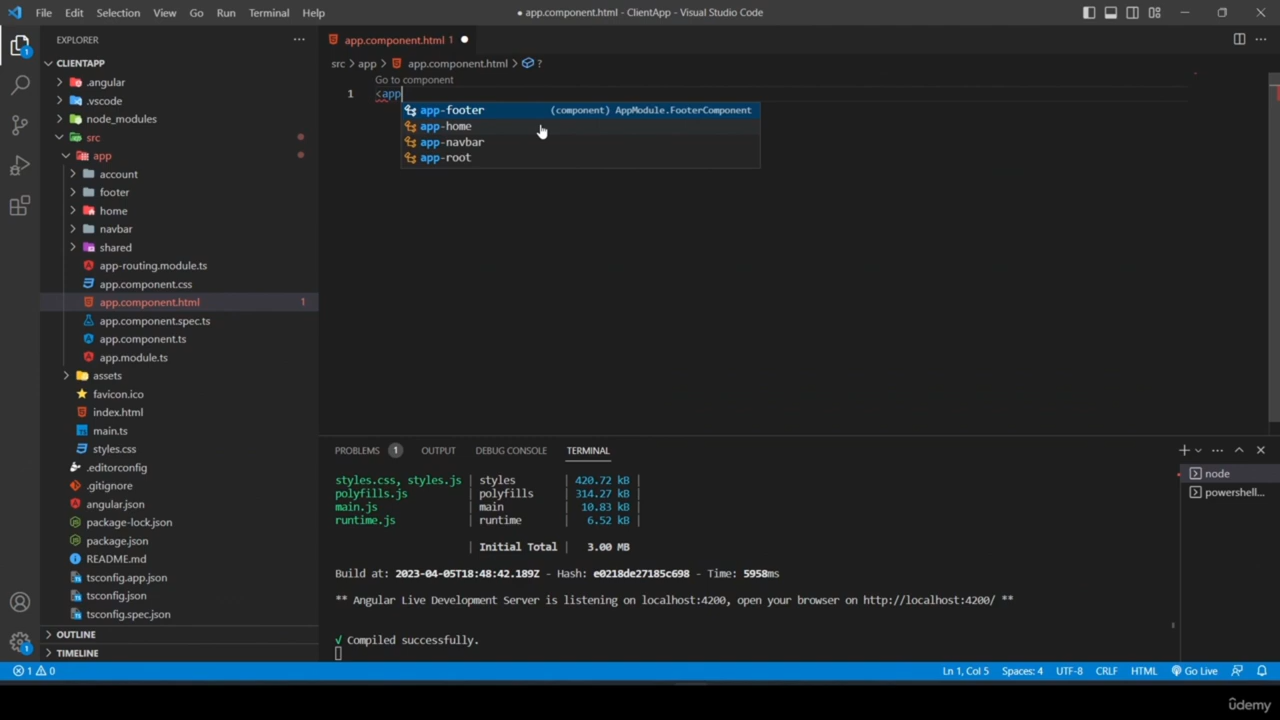 File Edit Selection View Go Run Terminal Help
● app.component.html - ClientApp - Visual Studio Code
1
EXPLORER
CLIENTAPP
.angular
.vscode
node_modules
src
app
account
footer
home
navbar
shared
app-routing.module.ts
app.component.css
app.component.html 1
app.component.spec.ts
app.component.ts
app.module.ts
assets
favicon.ico
index.html
main.ts
styles.css
.editorconfig
.gitignore
angular.json
package-lock.json
package.json
README.md
tsconfig.app.json
tsconfig.json
tsconfig.spec.json
OUTLINE
TIMELINE
1
app.component.html 1 ●
src > app > app.component.html > ?
Go to component
1 <app
app-footer (component) AppModule.FooterComponent
app-home
app-navbar
app-root
PROBLEMS 1 OUTPUT DEBUG CONSOLE TERMINAL
styles.css, styles.js | styles | 420.72 kB |
polyfills.js | polyfills | 314.27 kB |
main.js | main | 10.83 kB |
runtime.js | runtime | 6.52 kB |
| Initial Total | 3.00 MB
Build at: 2023-04-05T18:48:42.189Z - Hash: e0218de27185c698 - Time: 5958ms
** Angular Live Development Server is listening on localhost:4200, open your browser on http://localhost:4200/ **
√ Compiled successfully.
node
powershell...
1 0
Ln 1, Col 5 Spaces: 4 UTF-8 CRLF HTML Go Live
ûdemy